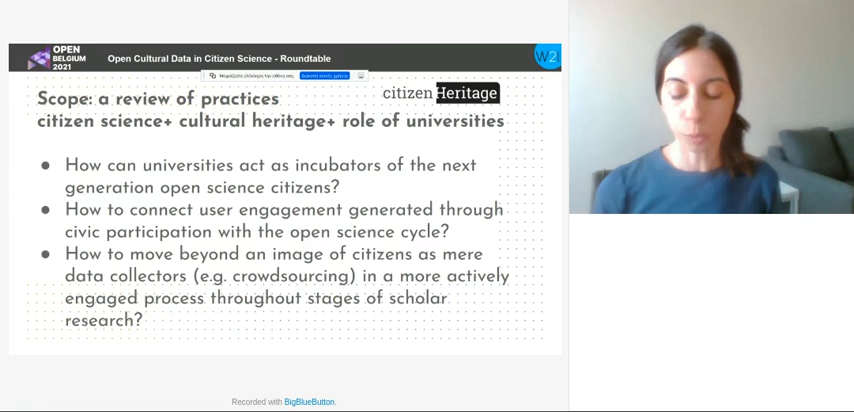 OPEN
BELGIUM
2021
Open Cultural Data in Citizen Science - Roundtable
W2
citizen Heritage
Scope: a review of practices
citizen science+ cultural heritage+ role of universities
● How can universities act as incubators of the next
generation open science citizens?
● How to connect user engagement generated through
civic participation with the open science cycle?
● How to move beyond an image of citizens as mere
data collectors (e.g. crowdsourcing) in a more actively
engaged process throughout stages of scholar
research?
Recorded with BigBlueButton.